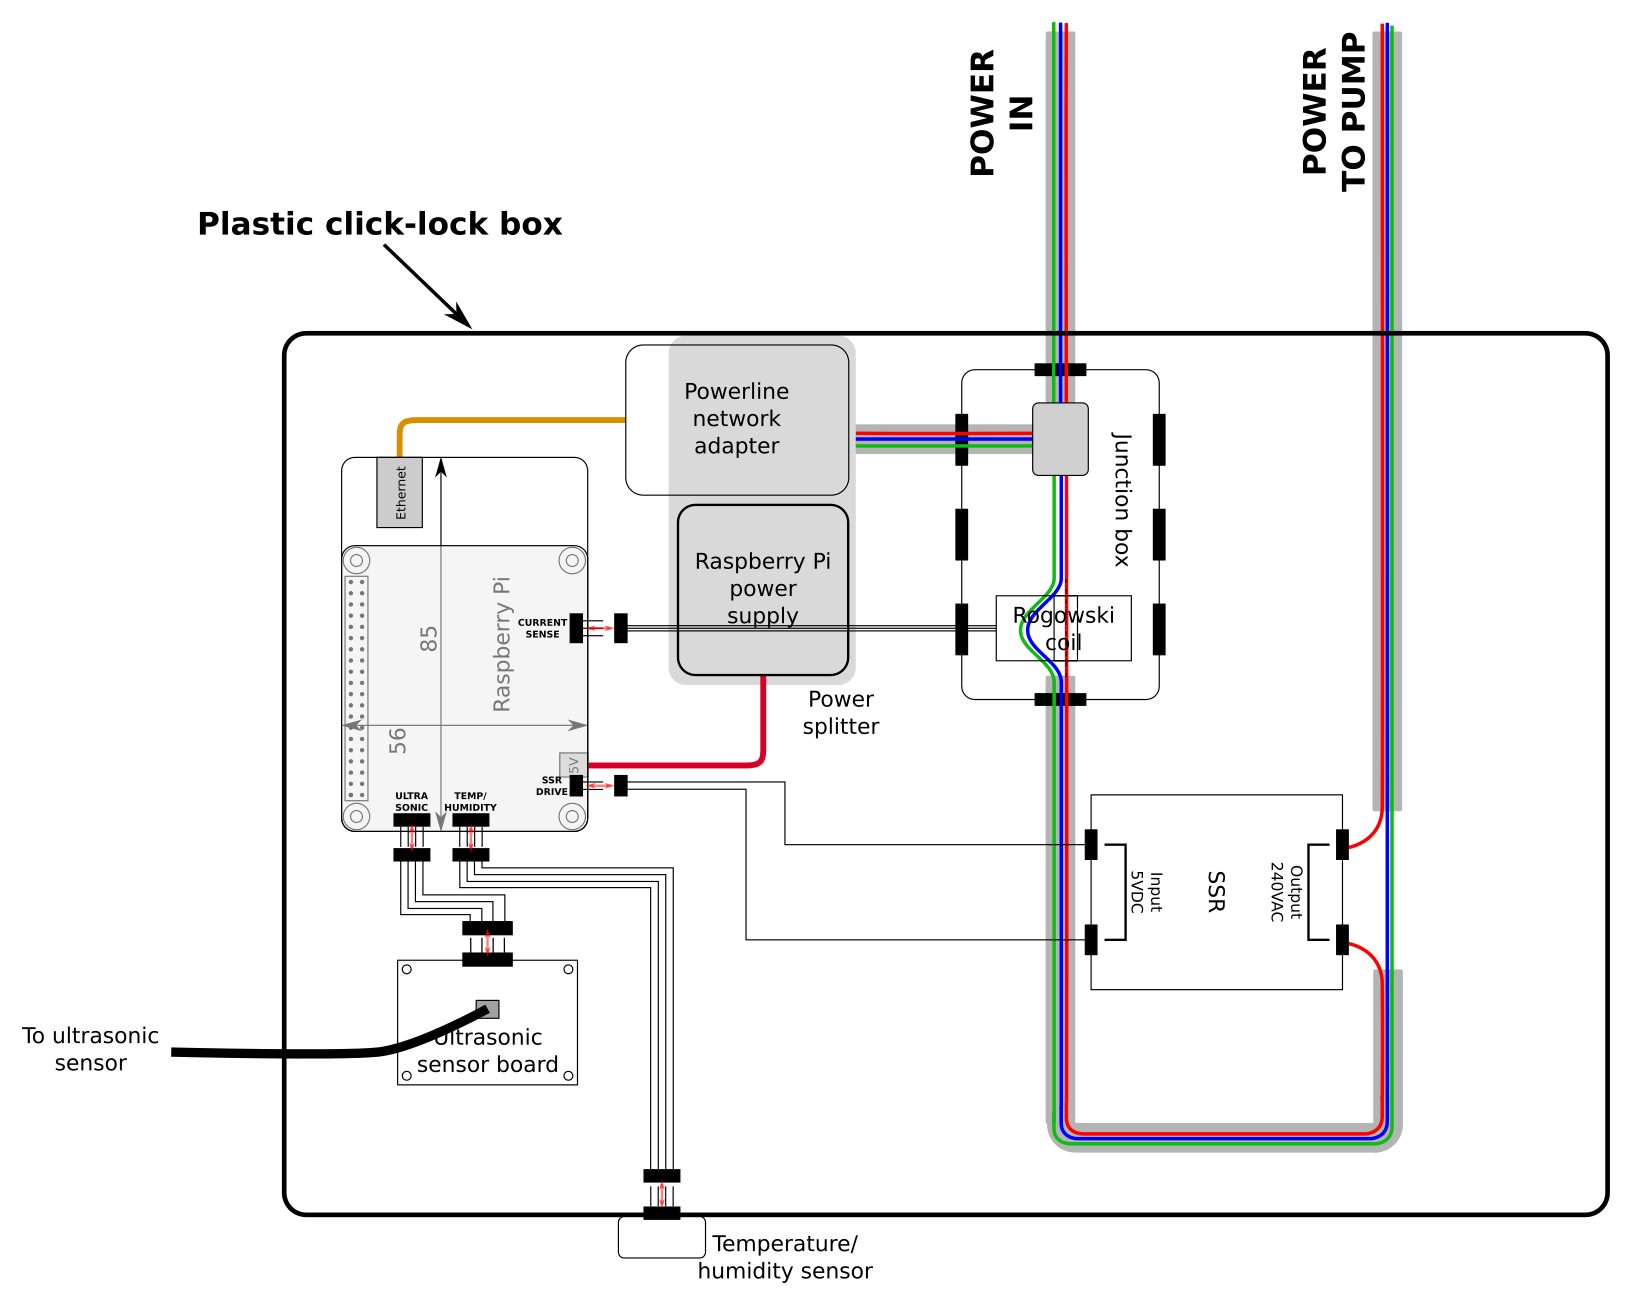 POWER
IN
POWER
TO PUMP
Plastic click-lock box
Powerline
network
adapter
Junction box
Ethernet
Raspberry Pi
power
supply
Raspberry Pi
85
56
CURRENT
SENSE
Rogowski
coil
Power
splitter
5V
SSR
DRIVE
ULTRA
SONIC
TEMP/
HUMIDITY
Input
5VDC
SSR
Output
240VAC
To ultrasonic
sensor
Ultrasonic
sensor board
Temperature/
humidity sensor